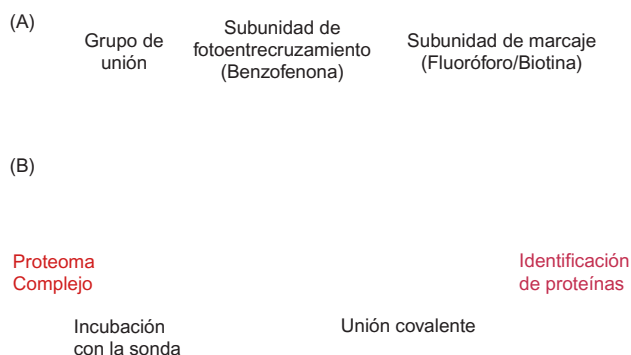 (A)
Grupo de
unión
Subunidad de
fotoentrecruzamiento
(Benzofenona)
Subunidad de marcaje
(Fluoróforo/Biotina)
(B)
Proteoma
Complejo
Incubación
con la sonda
Unión covalente
Identificación
de proteínas